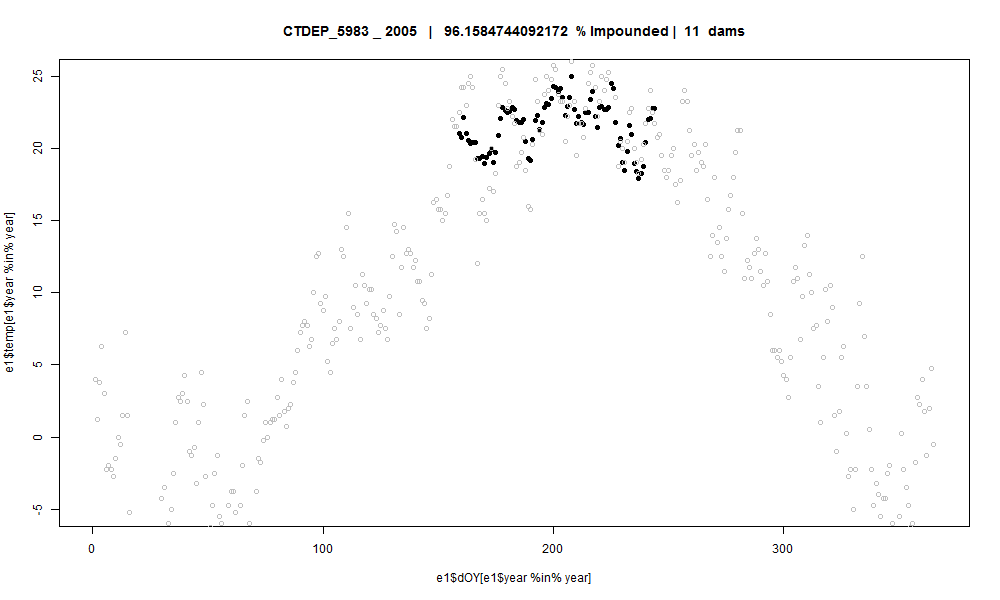 CTDEP_5983 _ 2005 | 96.1584744092172 % Impounded | 11 dams
25
20
15
10
5
0
-5
e1$temp[e1$year %in% year]
0 100 200 300
e1$dOY[e1$year %in% year]